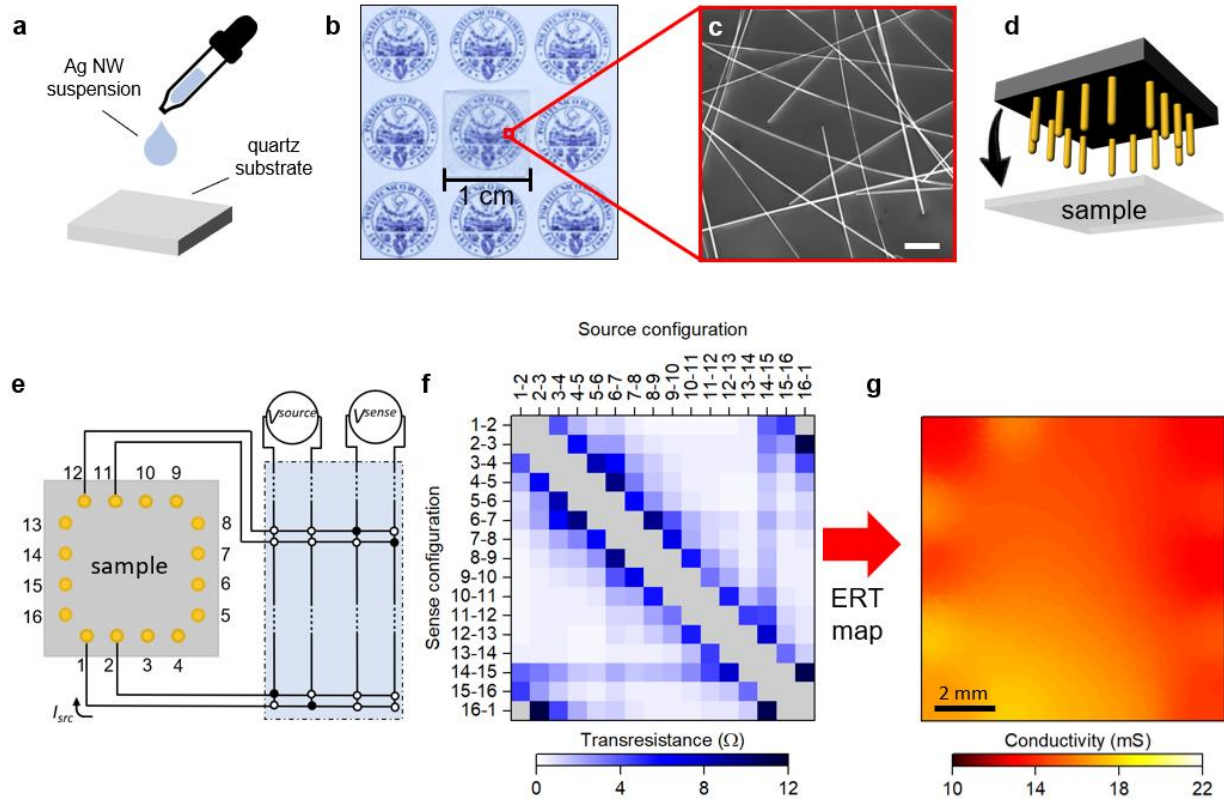 a
Ag NW
suspension
quartz
substrate
b
POLITECNICO DI TORINO
1 cm
c
d
sample
e
V source
V sense
12 11 10 9
13
14
15
16
8
7
6
5
sample
1 2 3 4
I src
f
Source configuration
1-2
2-3
3-4
4-5
5-6
6-7
7-8
8-9
9-10
10-11
11-12
12-13
13-14
14-15
15-16
16-1
Sense configuration
1-2
2-3
3-4
4-5
5-6
6-7
7-8
8-9
9-10
10-11
11-12
12-13
13-14
14-15
15-16
16-1
Transresistance (Ω)
0 4 8 12
ERT
map
g
2 mm
Conductivity (mS)
10 14 18 22